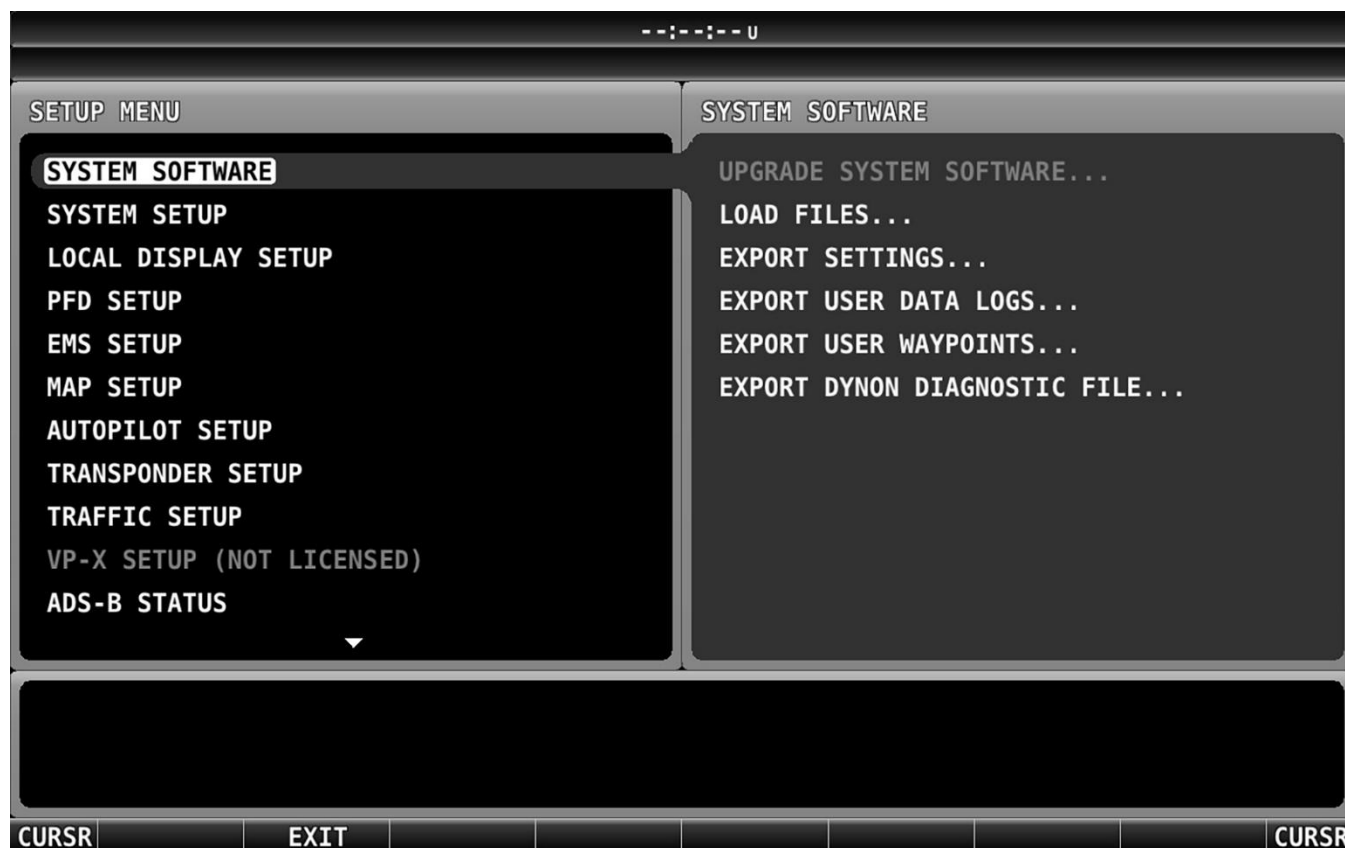 --:--:-- U
SETUP MENU
SYSTEM SOFTWARE
SYSTEM SETUP
LOCAL DISPLAY SETUP
PFD SETUP
EMS SETUP
MAP SETUP
AUTOPILOT SETUP
TRANSPONDER SETUP
TRAFFIC SETUP
VP-X SETUP (NOT LICENSED)
ADS-B STATUS
SYSTEM SOFTWARE
UPGRADE SYSTEM SOFTWARE...
LOAD FILES...
EXPORT SETTINGS...
EXPORT USER DATA LOGS...
EXPORT USER WAYPOINTS...
EXPORT DYNON DIAGNOSTIC FILE...
CURSR EXIT CURSR